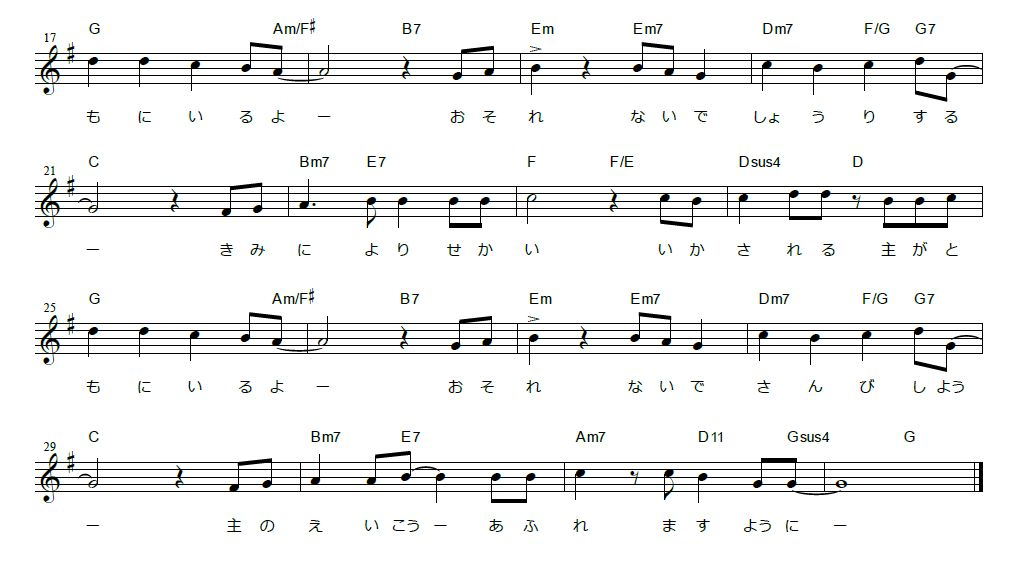 G Am/F♯ B7 Em Em7 Dm7 F/G G7
17
も に い る よ ー お そ れ な い で しょ う り す る
C Bm7 E7 F F/E Dsus4 D
21
ー き み に よ り せ か い い か さ れ る 主 が と
G Am/F♯ B7 Em Em7 Dm7 F/G G7
25
も に い る よ ー お そ れ な い で さ ん び し よう
C Bm7 E7 Am7 D11 Gsus4 G
29
ー 主 の え い こう ー あ ふ れ ま す よう に ー